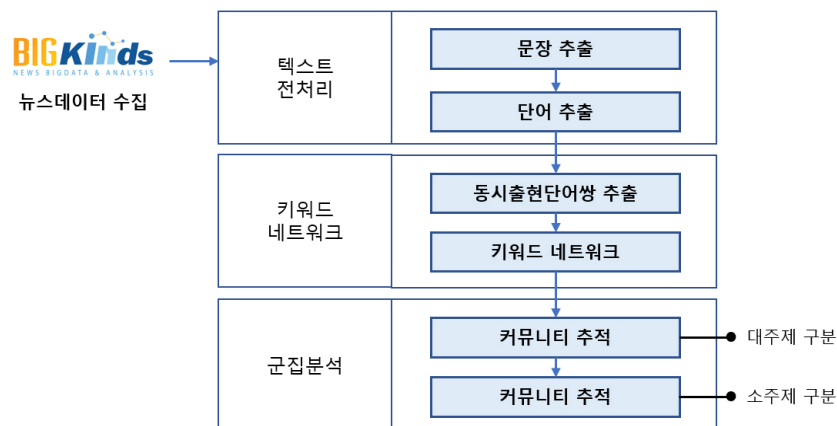 BIGKinds
NEWS BIGDATA & ANALYSIS
뉴스데이터 수집
텍스트
전처리
문장 추출
단어 추출
키워드
네트워크
동시출현단어쌍 추출
키워드 네트워크
군집분석
커뮤니티 추적
대주제 구분
커뮤니티 추적
소주제 구분